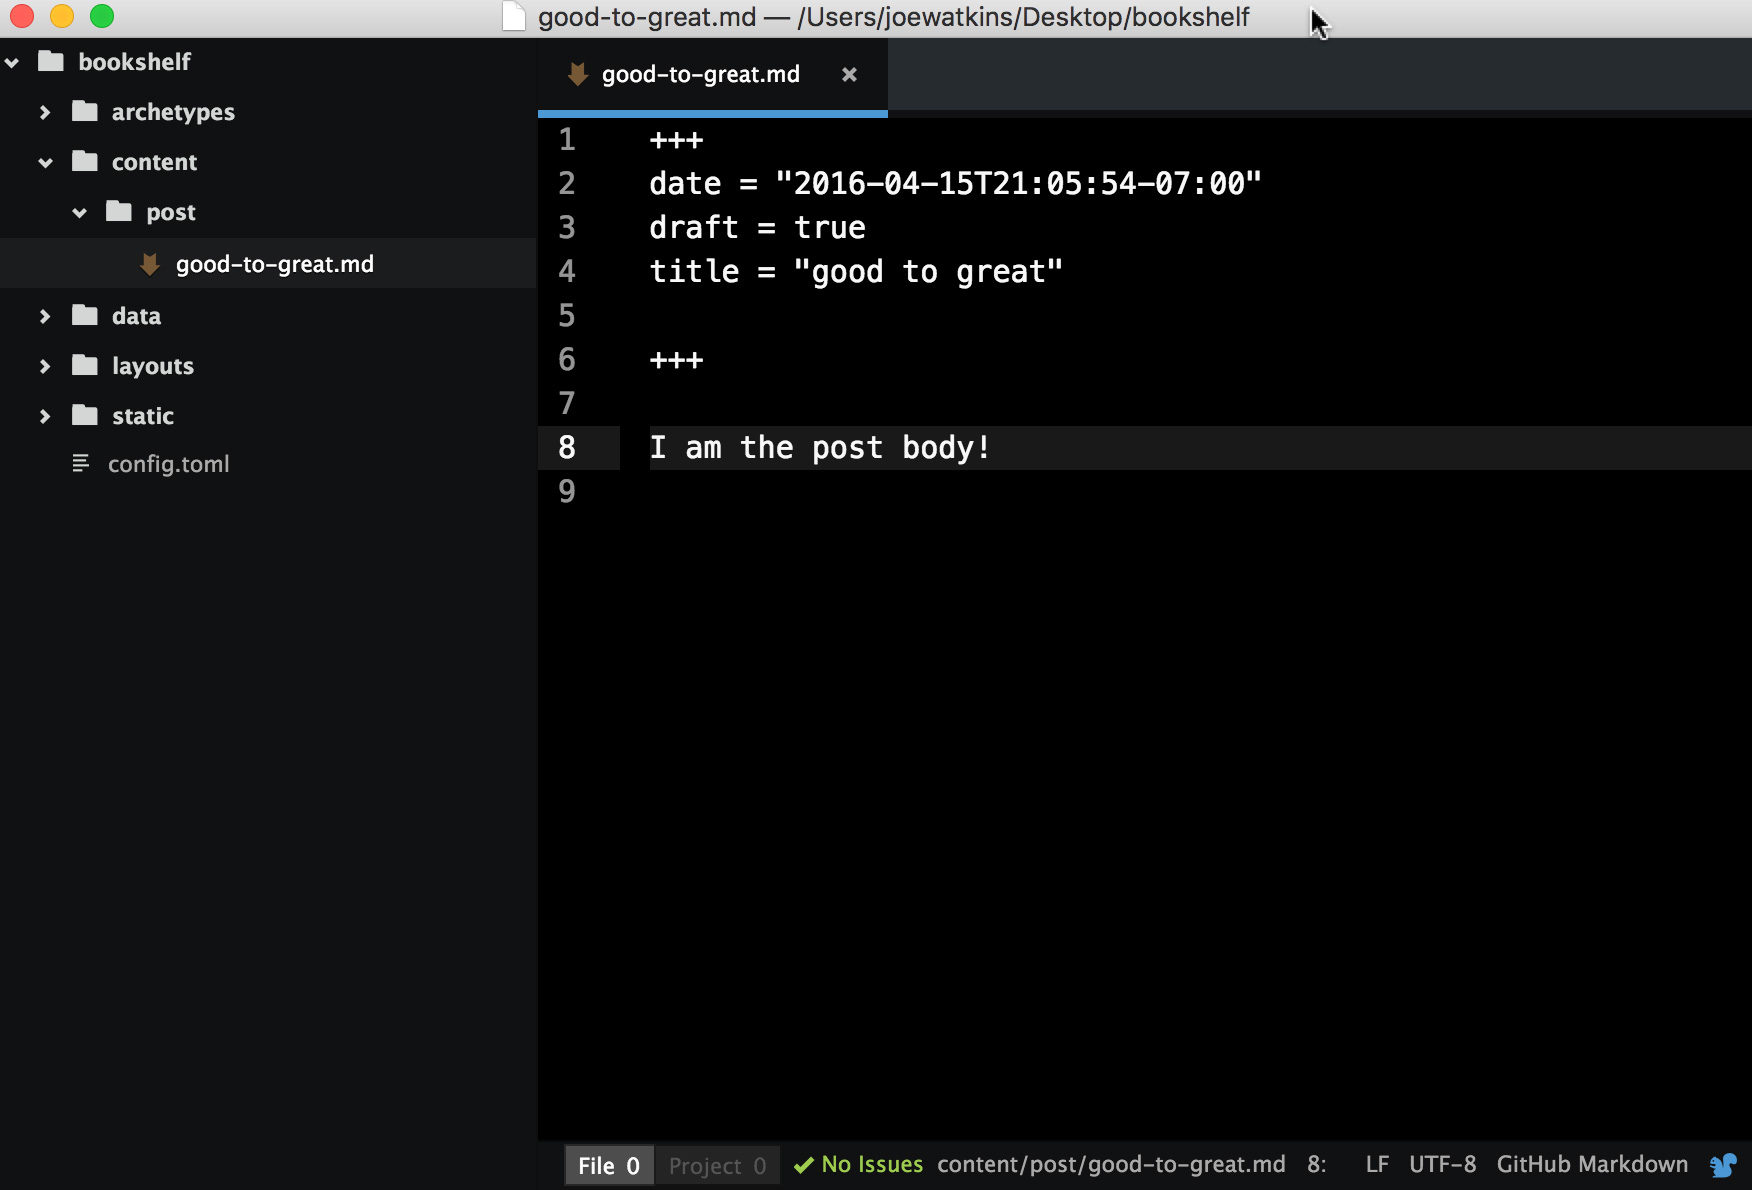 good-to-great.md — /Users/joewatkins/Desktop/bookshelf
bookshelf
archetypes
content
post
good-to-great.md
data
layouts
static
config.toml
good-to-great.md
1 +++
2 date = "2016-04-15T21:05:54-07:00"
3 draft = true
4 title = "good to great"
5
6 +++
7
8 I am the post body!
9
File 0 Project 0 No Issues content/post/good-to-great.md 8: LF UTF-8 GitHub Markdown